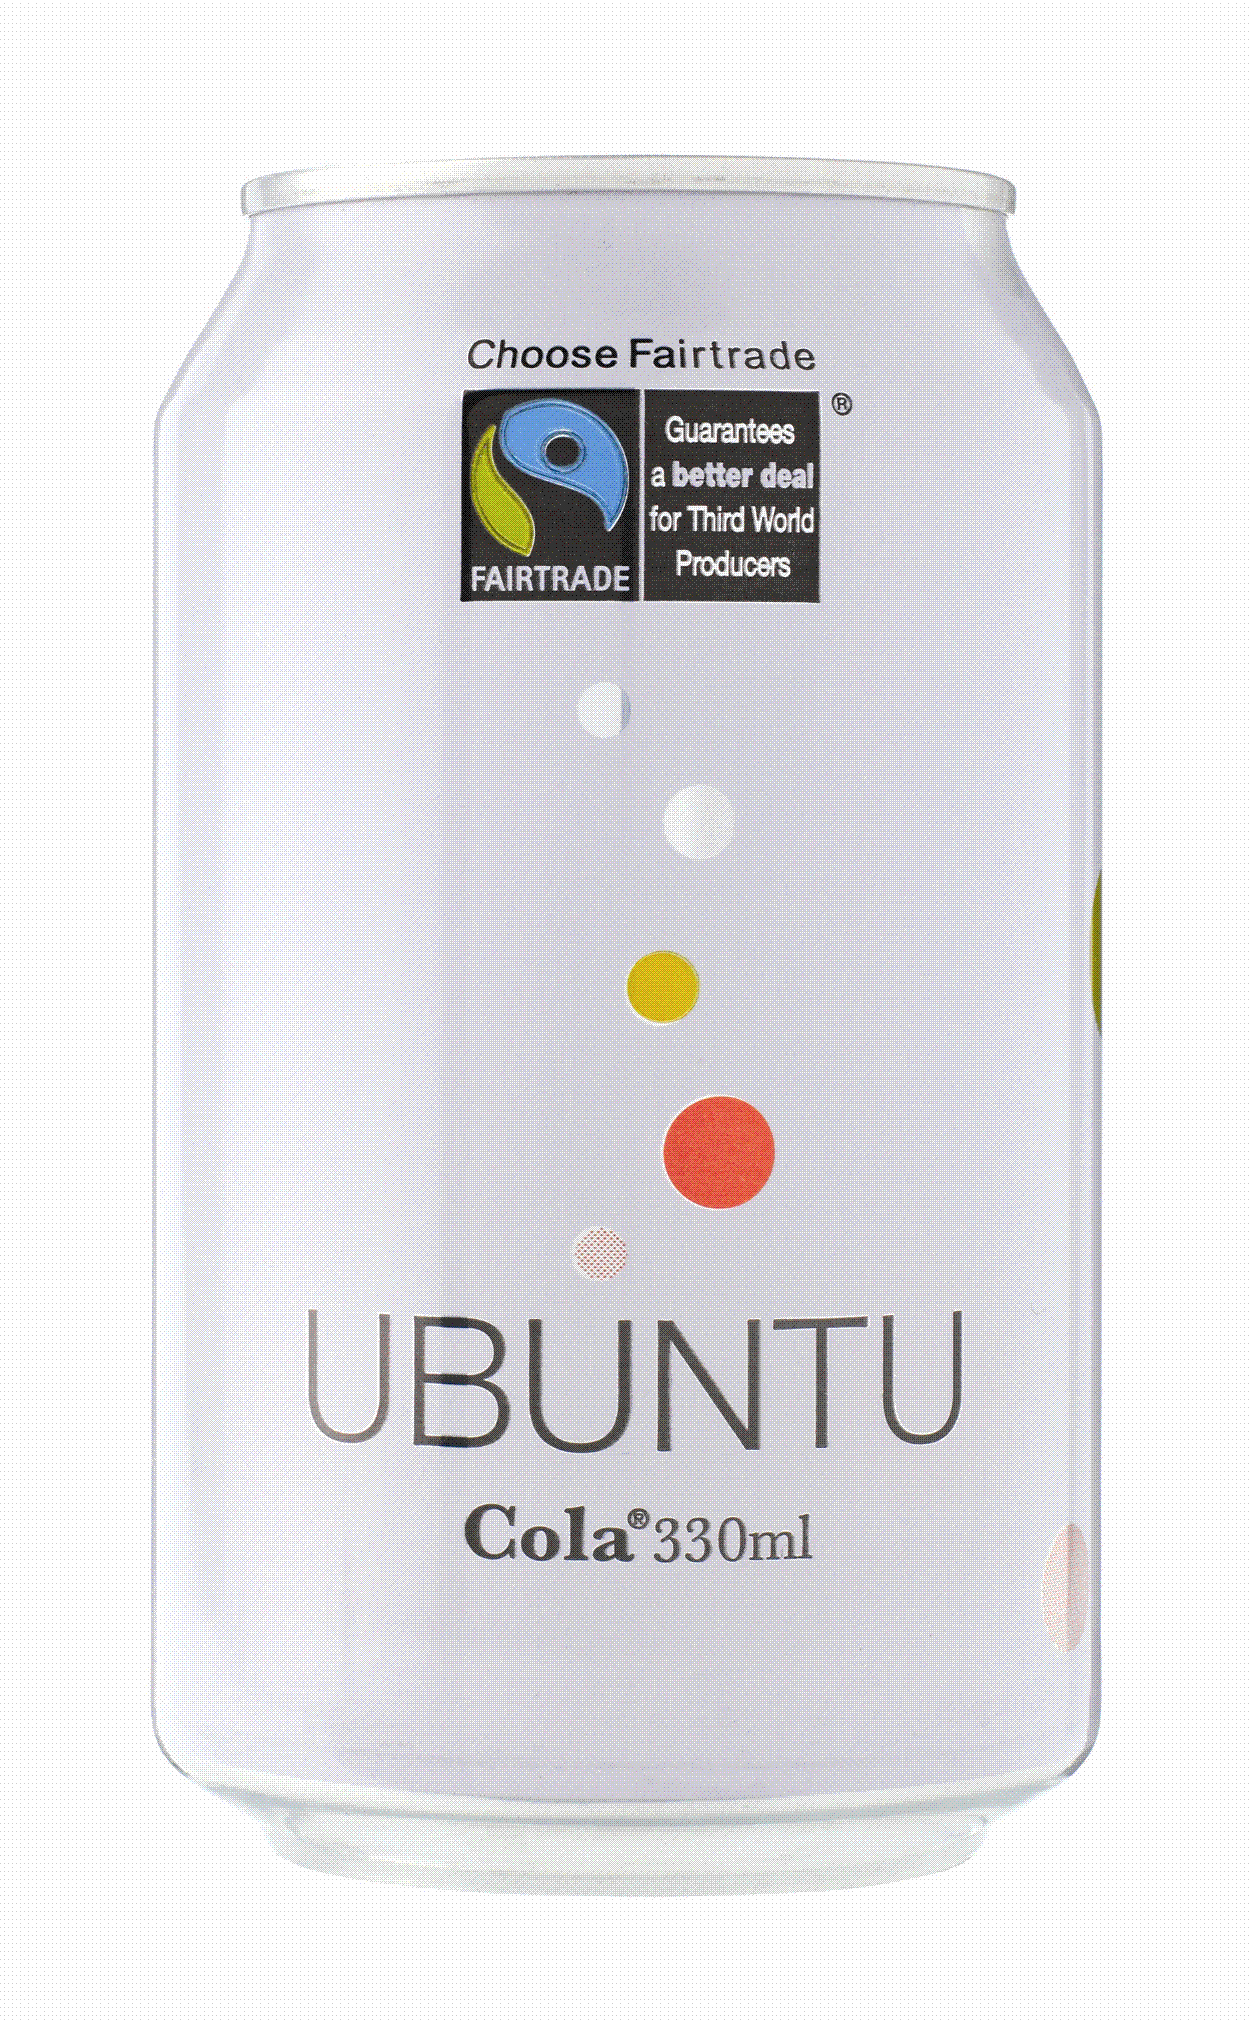 Choose Fairtrade
®
Guarantees
a better deal
for Third World
Producers
FAIRTRADE
UBUNTU
Cola® 330ml